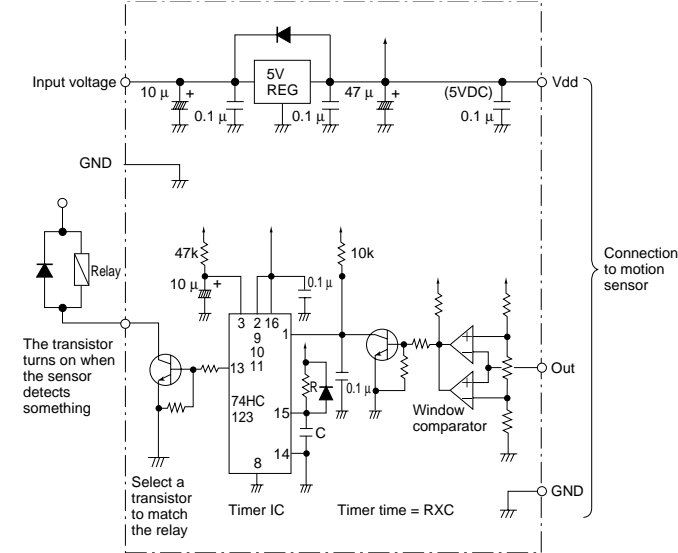 Input voltage
10 μ
+
0.1 μ
5V
REG
0.1 μ
47 μ
+
(5VDC)
0.1 μ
Vdd
GND
Relay
47k
10 μ
+
0.1 μ
10k
3 2 16
9
10
11
1
13
74HC
123
15
14
8
R
C
0.1 μ
+
−
+
−
Window
comparator
Out
GND
Connection
to motion
sensor
The transistor
turns on when
the sensor
detects
something
Select a
transistor
to match
the relay
Timer IC
Timer time = RXC